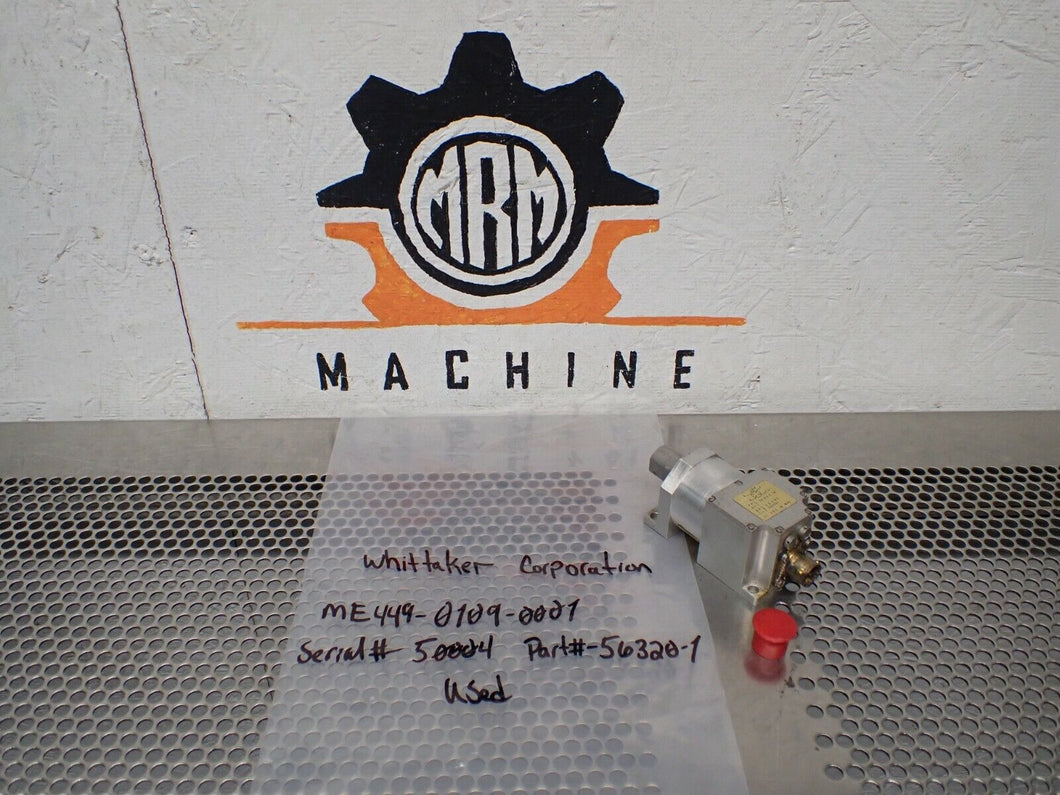 MRM
MACHINE
Whittaker Corporation
ME449-0109-0001
Serial# 50004 Part#-56320-1
Used